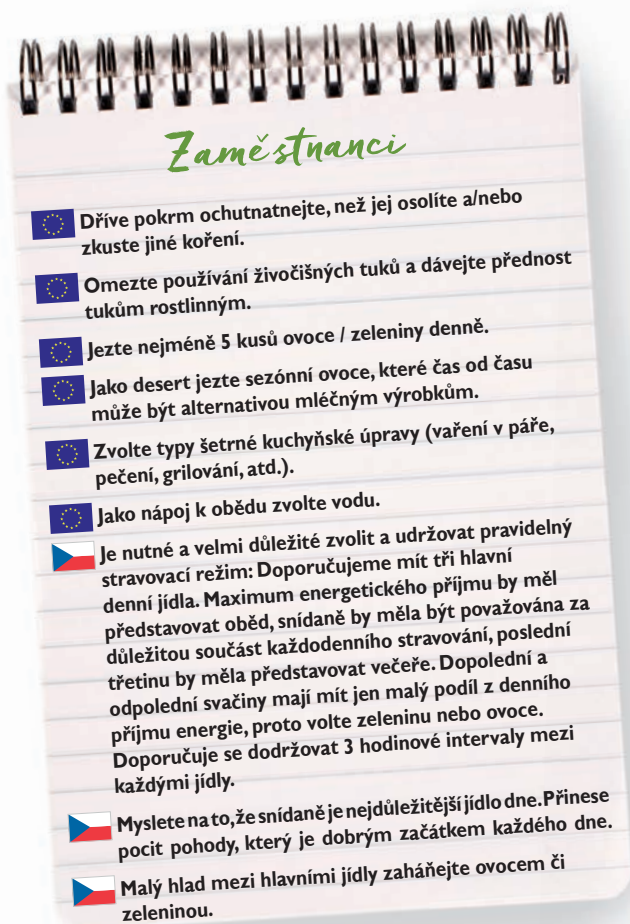 Zaměstnanci
Dříve pokrm ochutnatnejte, než jej osolíte a/nebo
zkuste jiné koření.
Omezte používání živočišných tuků a dávejte přednost
tukům rostlinným.
Jezte nejméně 5 kusů ovoce / zeleniny denně.
Jako desert jezte sezónní ovoce, které čas od času
může být alternativou mléčným výrobkům.
Zvolte typy šetrné kuchyňské úpravy (vaření v páře,
pečení, grilování, atd.).
Jako nápoj k obědu zvolte vodu.
Je nutné a velmi důležité zvolit a udržovat pravidelný
stravovací režim: Doporučujeme mít tři hlavní
denní jídla. Maximum energetického příjmu by měl
představovat oběd, snídaně by měla být považována za
důležitou součást každodenního stravování, poslední
třetinu by měla představovat večeře. Dopolední a
odpolední svačiny mají mít jen malý podíl z denního
příjmu energie, proto volte zeleninu nebo ovoce.
Doporučuje se dodržovat 3 hodinové intervaly mezi
každými jídly.
Myslete na to, že snídaně je nejdůležitější jídlo dne. Přinese
pocit pohody, který je dobrým začátkem každého dne.
Malý hlad mezi hlavními jídly zaháňejte ovocem či
zeleninou.